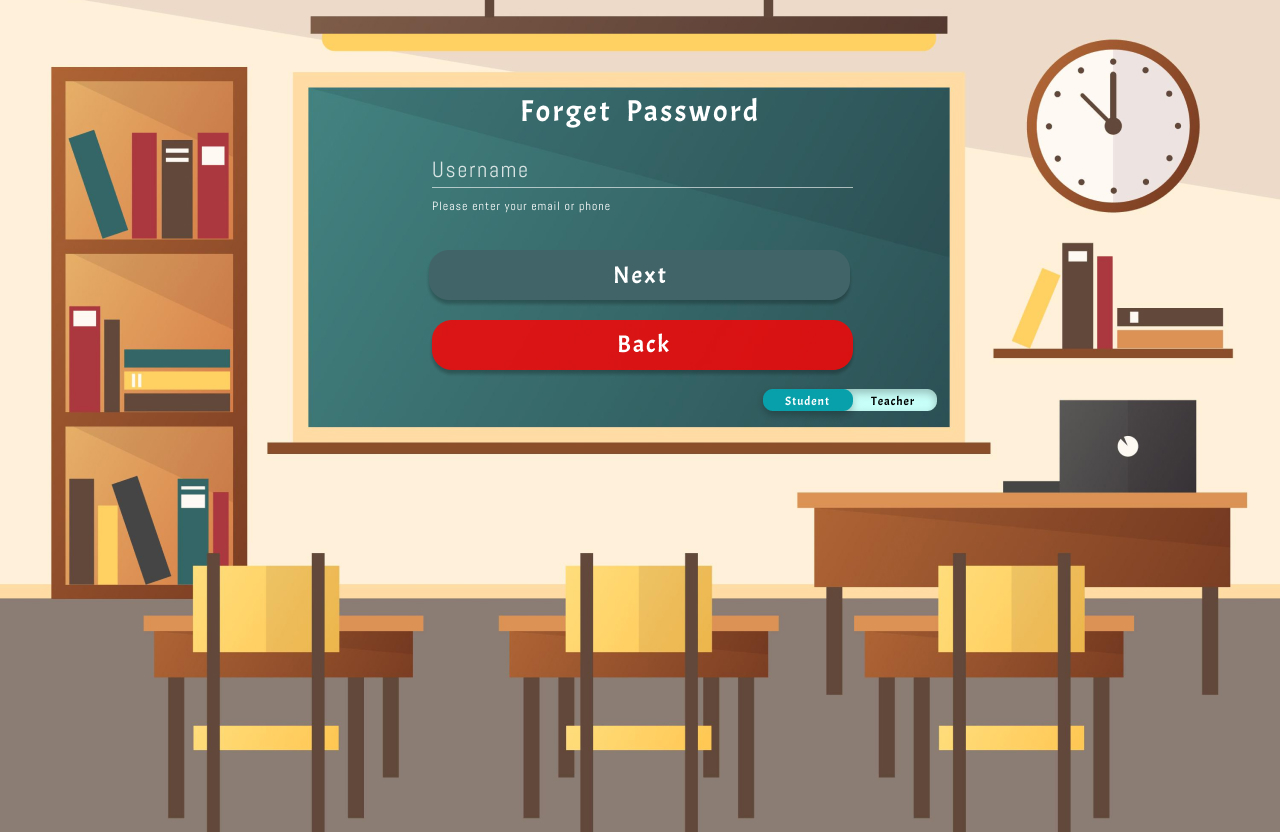 Forget Password
Username
Please enter your email or phone
Next
Back
Student Teacher